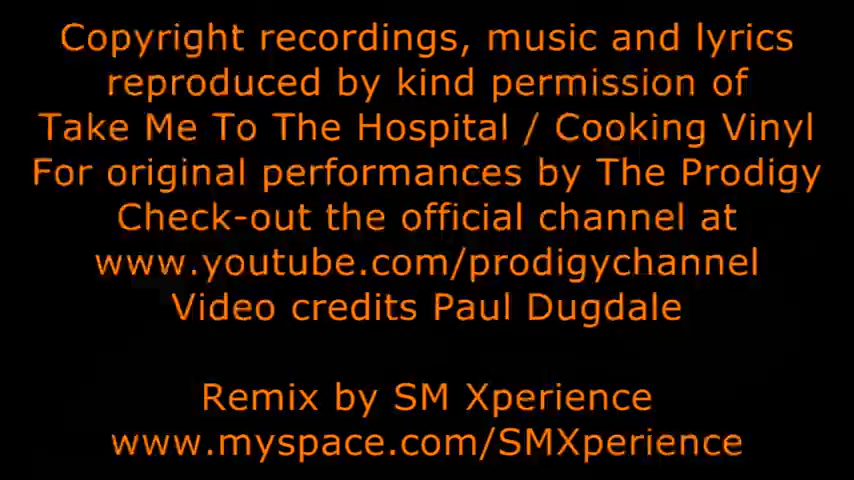 Copyright recordings, music and lyrics
reproduced by kind permission of
Take Me To The Hospital / Cooking Vinyl
For original performances by The Prodigy
Check-out the official channel at
www.youtube.com/prodigychannel
Video credits Paul Dugdale
Remix by SM Xperience
www.myspace.com/SMXperience